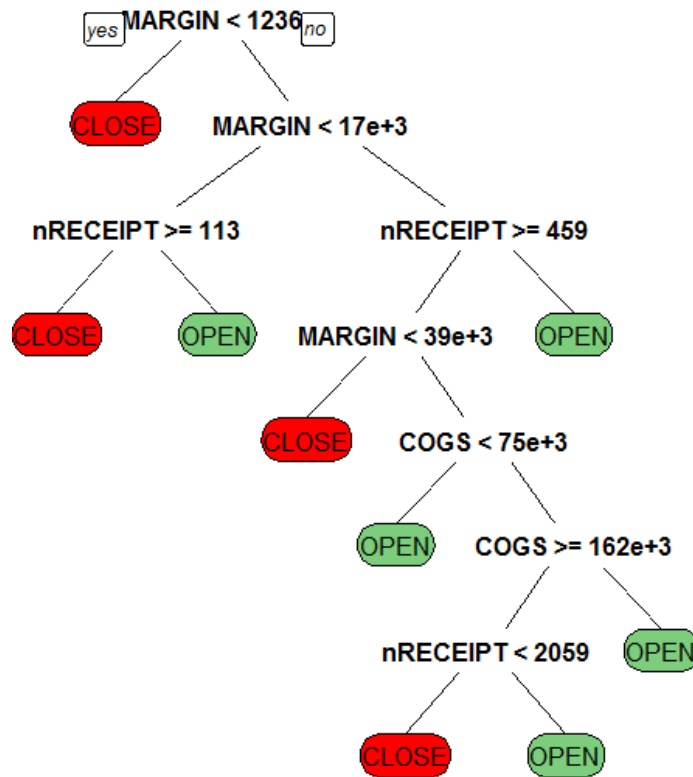 yes MARGIN < 1236 no
CLOSE MARGIN < 17e+3
nRECEIPT >= 113 nRECEIPT >= 459
CLOSE OPEN MARGIN < 39e+3 OPEN
CLOSE COGS < 75e+3
OPEN COGS >= 162e+3
nRECEIPT < 2059 OPEN
CLOSE OPEN